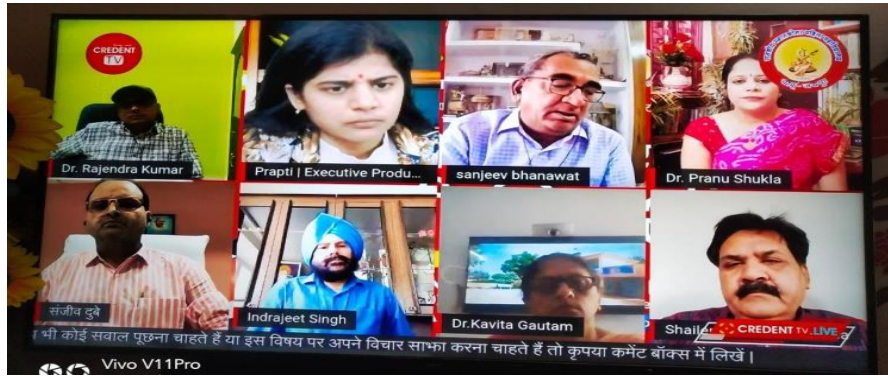 CREDENT
TV
Dr. Rajendra Kumar
Prapti | Executive Produ...
sanjeev bhanawat
Dr. Pranu Shukla
संजीव दुबे
Indrajeet Singh
Dr.Kavita Gautam
CREDENT TV.LIVE
भी कोई सवाल पूछना चाहते हैं या इस विषय पर अपने विचार साझा करना चाहते हैं तो कृपया कमेंट बॉक्स में लिखें |
Vivo V11Pro